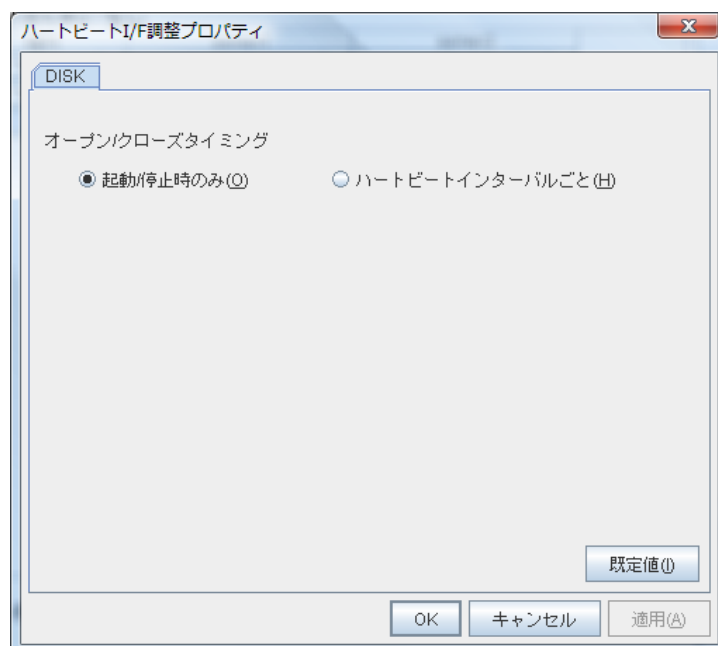 ハートビートI/F調整プロパティ
DISK
オープン/クローズタイミング
起動/停止時のみ(O) ハートビートインターバルごと(H)
既定値(I)
OK キャンセル 適用(A)